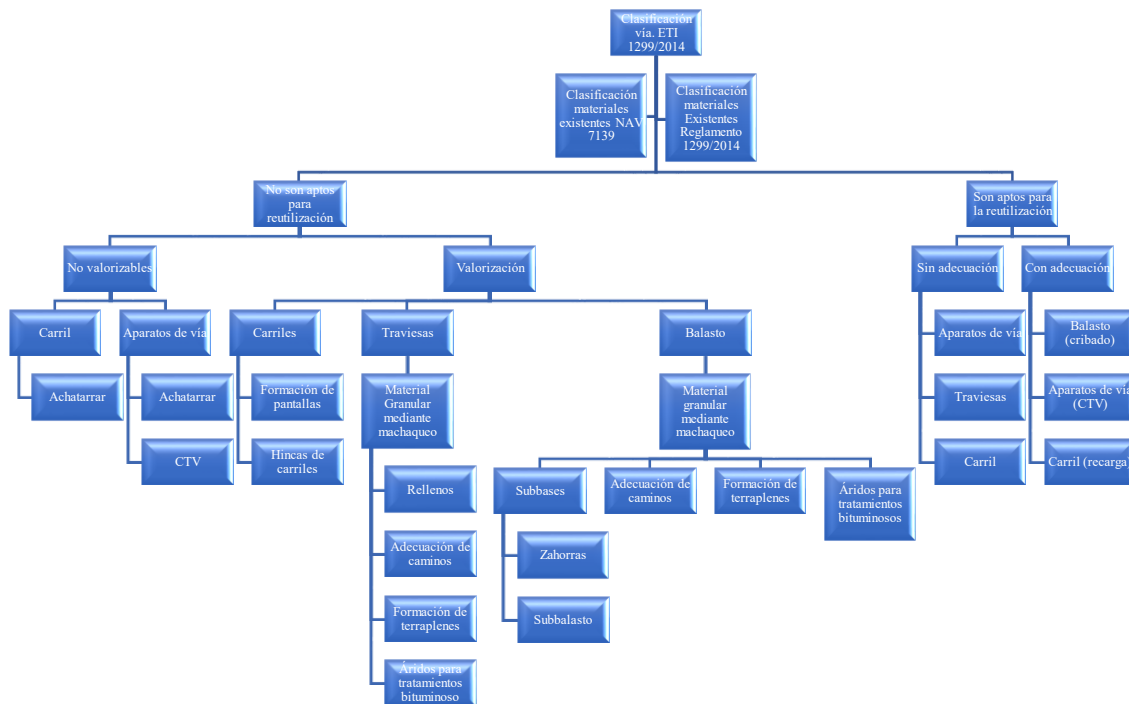 Clasificación
vía. ETI
1299/2014
Clasificación
materiales
existentes NAV
7139
Clasificación
materiales
Existentes
Reglamento
1299/2014
No son aptos
para
reutilización
Son aptos para
la reutilización
No valorizables
Valorización
Sin adecuación
Con adecuación
Carril
Aparatos de vía
Carriles
Traviesas
Balasto
Aparatos de vía
Balasto
(cribado)
Achatarrar
Achatarrar
Formación de
pantallas
Material
Granular
mediante
machaqueo
Material
granular
mediante
machaqueo
Traviesas
Aparatos de vía
(CTV)
CTV
Hincas de
carriles
Carril
Carril (recarga)
Rellenos
Subbases
Adecuación de
caminos
Formación de
terraplenes
Áridos para
tratamientos
bituminosos
Adecuación de
caminos
Zahorras
Formación de
terraplenes
Subbalasto
Áridos para
tratamientos
bituminoso